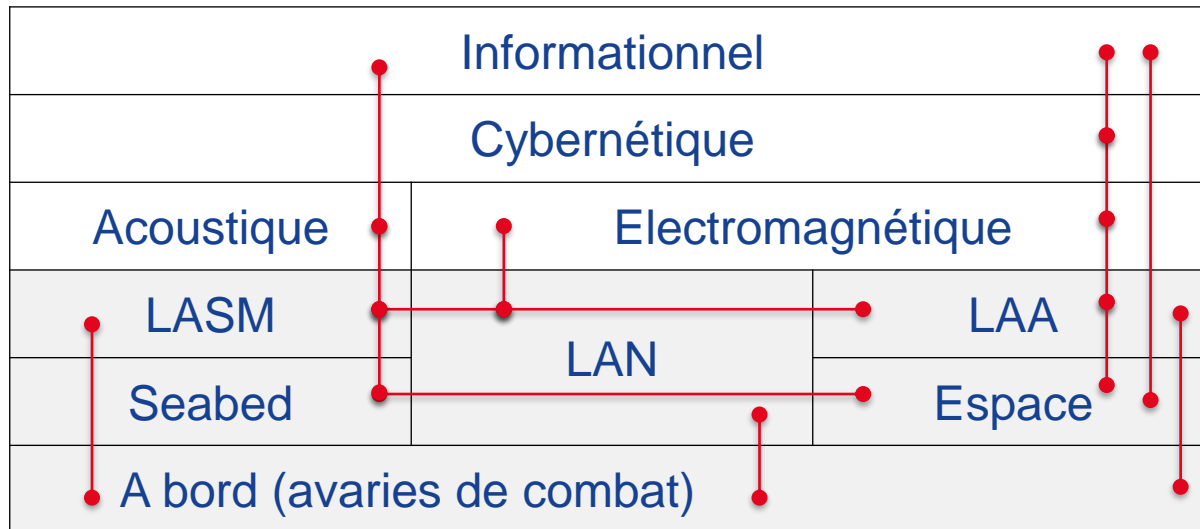 Informationnel
Cybernétique
Acoustique
Electromagnétique
LASM
LAA
LAN
Seabed
Espace
A bord (avaries de combat)